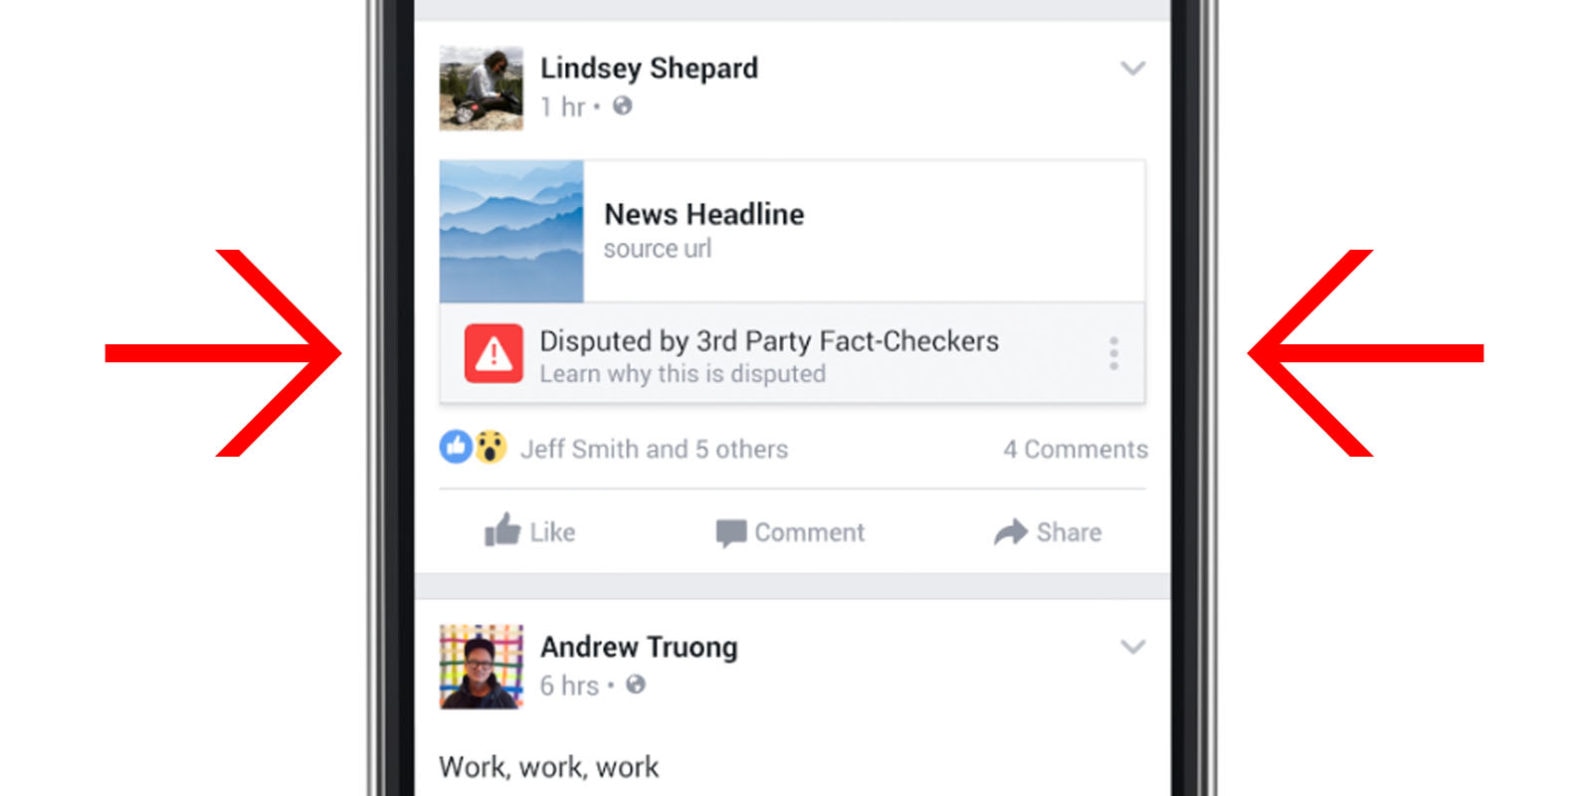 Lindsey Shepard
1 hr •
News Headline
source url
Disputed by 3rd Party Fact-Checkers
Learn why this is disputed
Jeff Smith and 5 others
4 Comments
Like
Comment
Share
Andrew Truong
6 hrs •
Work, work, work